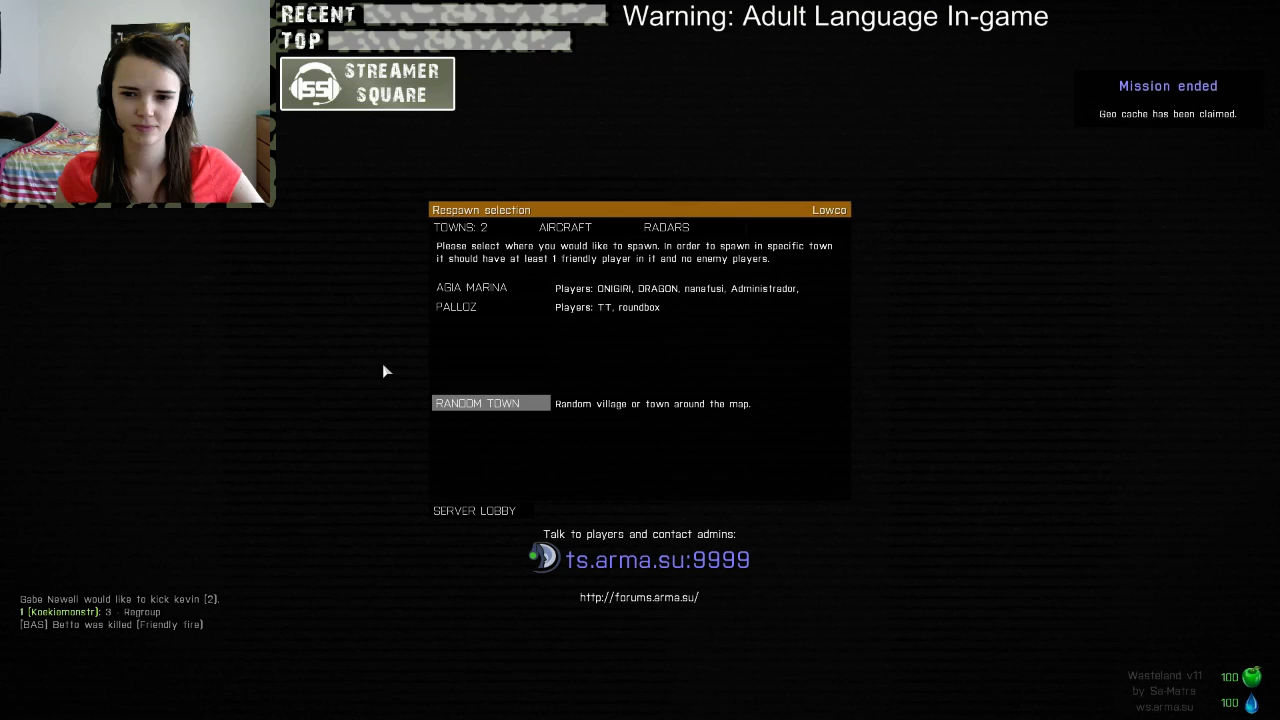 RECENT
TOP
Warning: Adult Language In-game
STREAMER
SQUARE
Mission ended
Geo cache has been claimed.
Respawn selection Lowco
TOWNS: 2 AIRCRAFT RADARS
Please select where you would like to spawn. In order to spawn in specific town
it should have at least 1 friendly player in it and no enemy players.
AGIA MARINA Players: ONIGIRI, DRAGON, nanafusi, Administrador,
PALLOZ Players: TT, roundbox
RANDOM TOWN Random village or town around the map.
SERVER LOBBY
Talk to players and contact admins:
ts.arma.su:9999
http://forums.arma.su/
Gabe Newell would like to kick kevin (2).
1 (Koekiemonstr): 3 - Regroup
[BAS] Betto was killed (Friendly fire)
Wasteland v11 100
by Sa-Matra
ws.arma.su 100